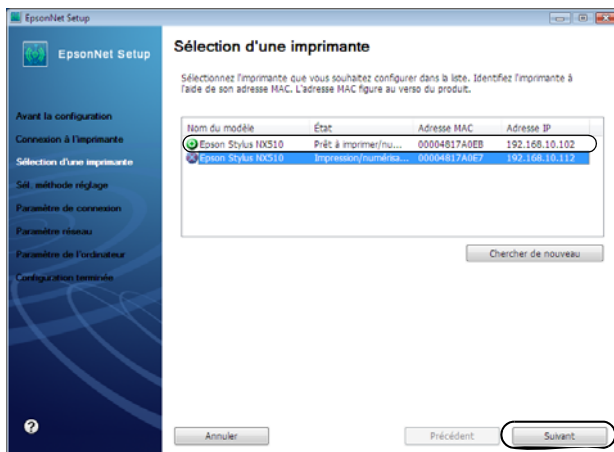 EpsonNet Setup
EpsonNet Setup
Avant la configuration
Connexion à l'imprimante
Sélection d'une imprimante
Sél. méthode réglage
Paramètre de connexion
Paramètre réseau
Paramètre de l'ordinateur
Configuration terminée
?
Sélection d'une imprimante
Sélectionnez l'imprimante que vous souhaitez configurer dans la liste. Identifiez l'imprimante à
l'aide de son adresse MAC. L'adresse MAC figure au verso du produit.
Nom du modèle État Adresse MAC Adresse IP
Epson Stylus NX510 Prêt à imprimer/nu... 00004817A0EB 192.168.10.102
Epson Stylus NX510 Impression/numérisa... 00004817A0E7 192.168.10.112
Chercher de nouveau
Annuler Précédent Suivant